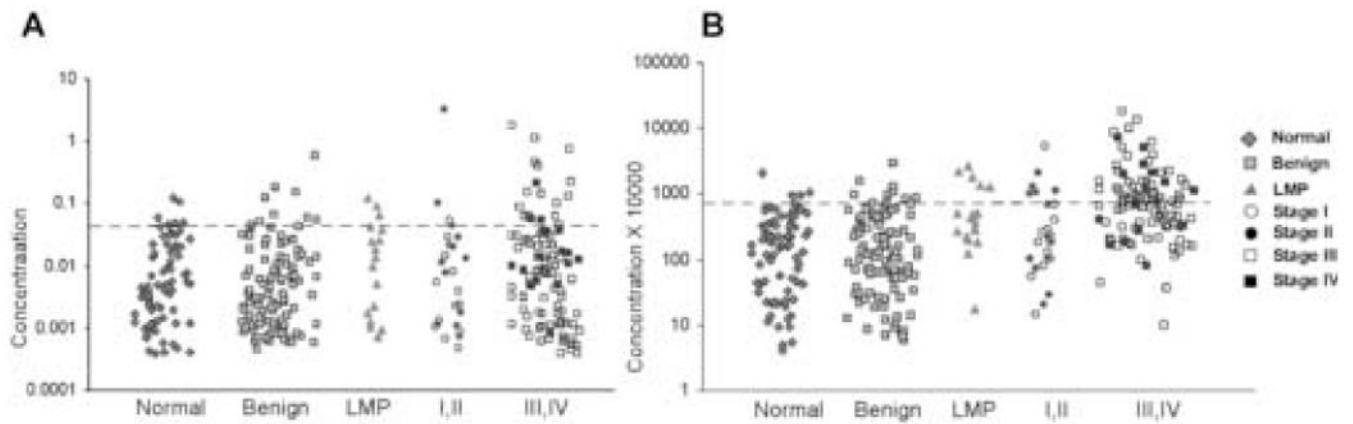 A
Concentraation
10
1
0.1
0.01
0.001
0.0001
Normal Benign LMP I,II III,IV
B
Concentration X 10000
100000
10000
1000
100
10
1
Normal Benign LMP I,II III,IV
Normal
Benign
LMP
Stage I
Stage II
Stage III
Stage IV